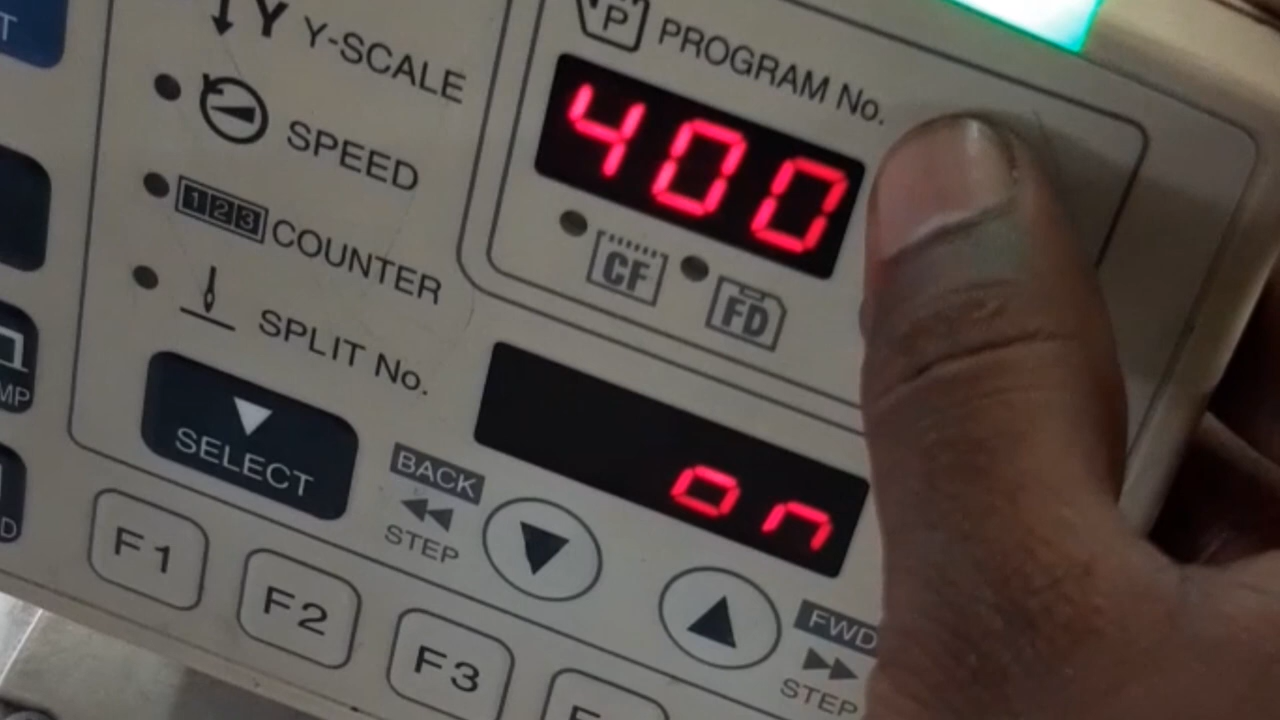 T
Y Y-SCALE
P PROGRAM No.
400
SPEED
123 COUNTER
CF FD
SPLIT No.
SELECT
on
BACK
STEP
FWD
STEP
MP
D
F1
F2
F3